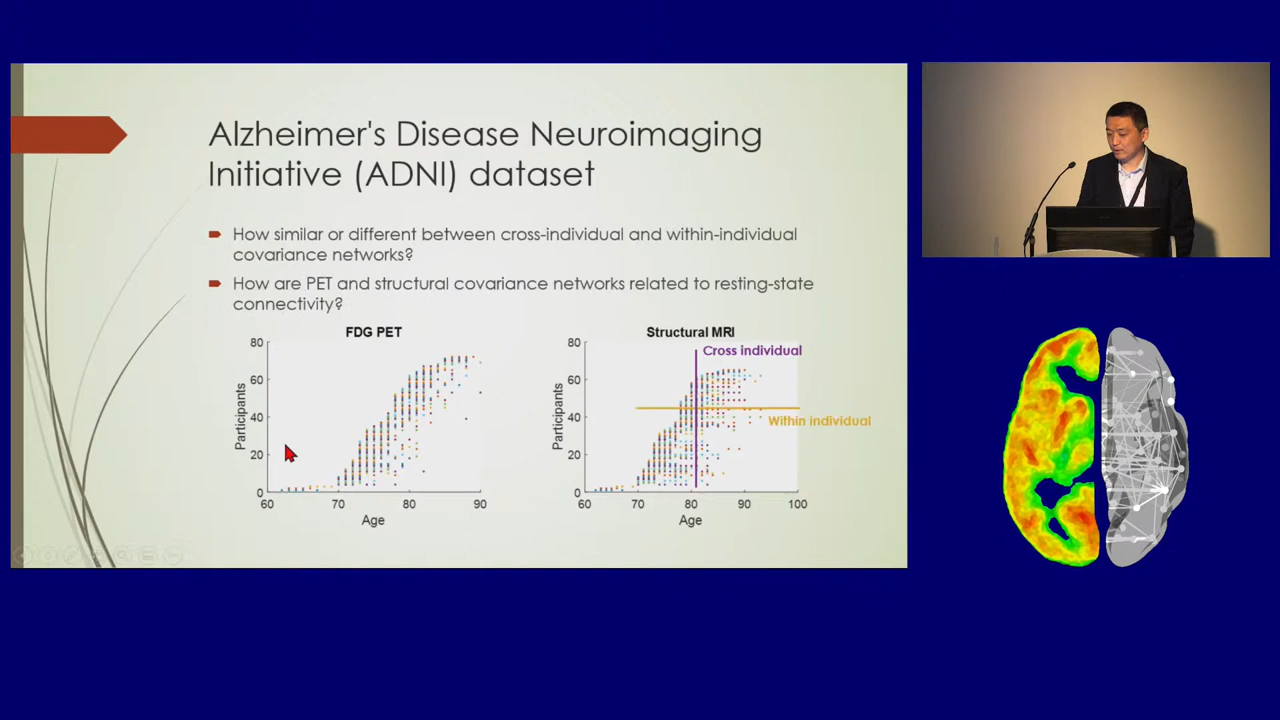 Alzheimer's Disease Neuroimaging
Initiative (ADNI) dataset
How similar or different between cross-individual and within-individual
covariance networks?
How are PET and structural covariance networks related to resting-state
connectivity?
FDG PET
80
60
40
20
0
Participants
60
70
80
90
Age
Structural MRI
Cross individual
Within individual
80
60
40
20
0
Participants
60
70
80
90
100
Age